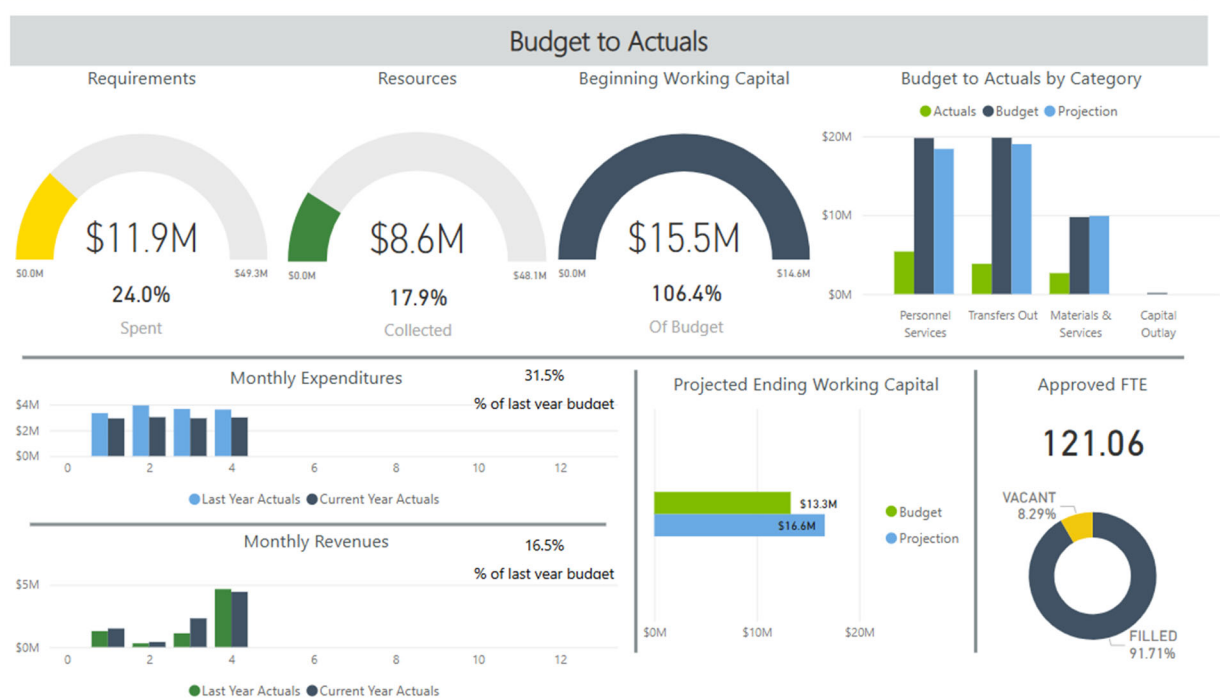 Budget to Actuals
Requirements
$11.9M
$0.0M
$49.3M
24.0%
Spent
Resources
$8.6M
$0.0M
$48.1M
17.9%
Collected
Beginning Working Capital
$15.5M
$0.0M
$14.6M
106.4%
Of Budget
Budget to Actuals by Category
Actuals Budget Projection
$20M
$10M
$0M
Personnel Services
Transfers Out
Materials & Services
Capital Outlay
Monthly Expenditures
31.5%
% of last year budget
$4M
$2M
$0M
0 2 4 6 8 10 12
Last Year Actuals Current Year Actuals
Monthly Revenues
16.5%
% of last year budget
$5M
$0M
0 2 4 6 8 10 12
Last Year Actuals Current Year Actuals
Projected Ending Working Capital
$13.3M
$16.6M
Budget
Projection
$0M $10M $20M
Approved FTE
121.06
VACANT
8.29%
FILLED
91.71%